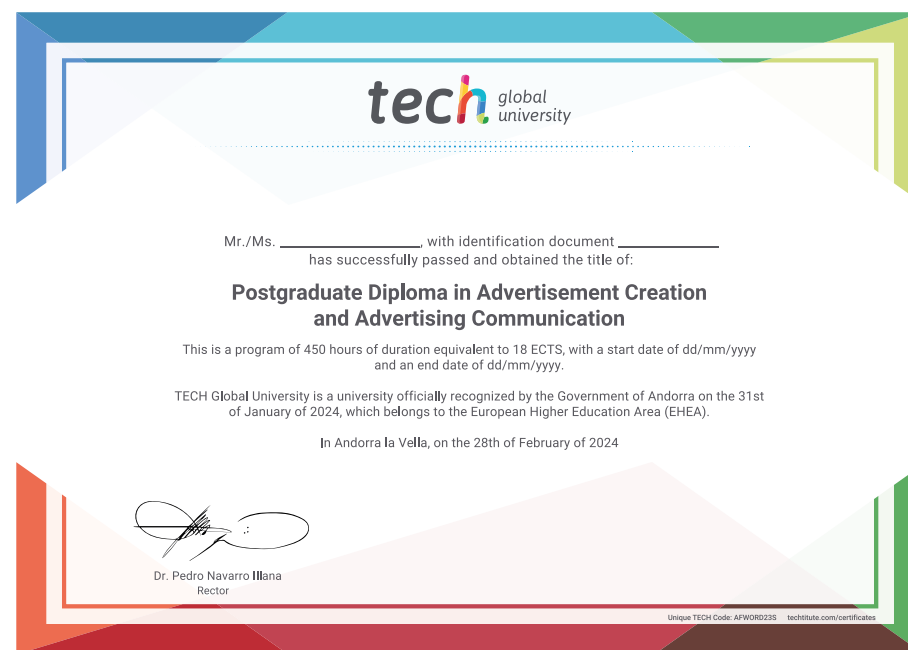 tech global
university
Mr./Ms. ____________________, with identification document ______________
has successfully passed and obtained the title of:
Postgraduate Diploma in Advertisement Creation
and Advertising Communication
This is a program of 450 hours of duration equivalent to 18 ECTS, with a start date of dd/mm/yyyy
and an end date of dd/mm/yyyy.
TECH Global University is a university officially recognized by the Government of Andorra on the 31st
of January of 2024, which belongs to the European Higher Education Area (EHEA).
In Andorra la Vella, on the 28th of February of 2024
Dr. Pedro Navarro Illana
Rector
Unique TECH Code: AFWORD23S techtitute.com/certificates